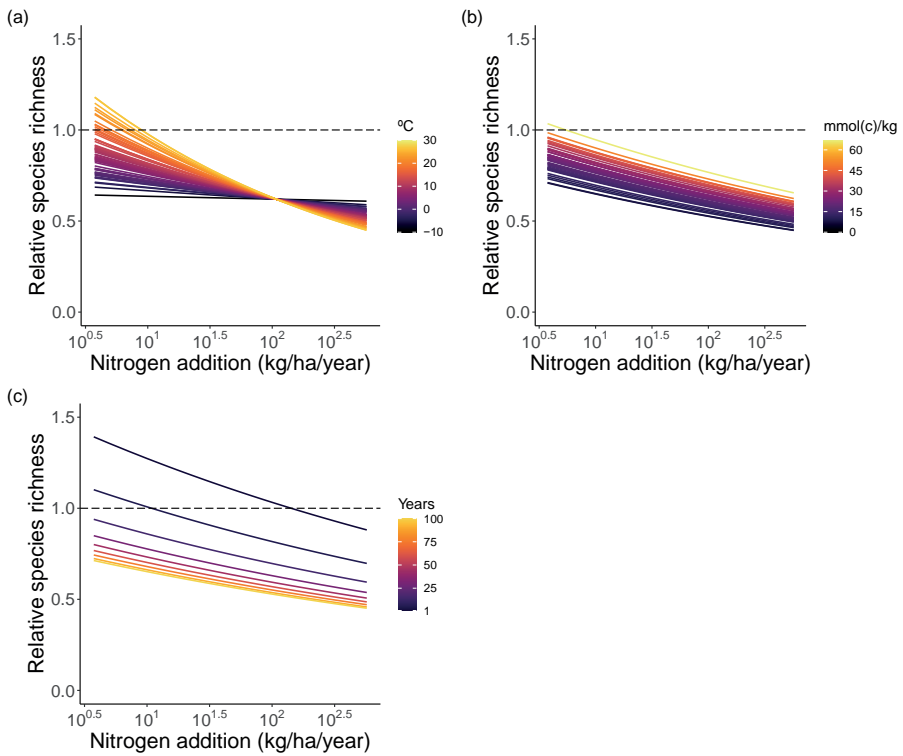 (a)
1.5
1.0
0.5
0.0
Relative species richness
10^0.5 10^1 10^1.5 10^2 10^2.5
Nitrogen addition (kg/ha/year)
ºC
30
20
10
0
−10
(b)
1.5
1.0
0.5
0.0
Relative species richness
10^0.5 10^1 10^1.5 10^2 10^2.5
Nitrogen addition (kg/ha/year)
mmol(c)/kg
60
45
30
15
0
(c)
1.5
1.0
0.5
0.0
Relative species richness
10^0.5 10^1 10^1.5 10^2 10^2.5
Nitrogen addition (kg/ha/year)
Years
100
75
50
25
1